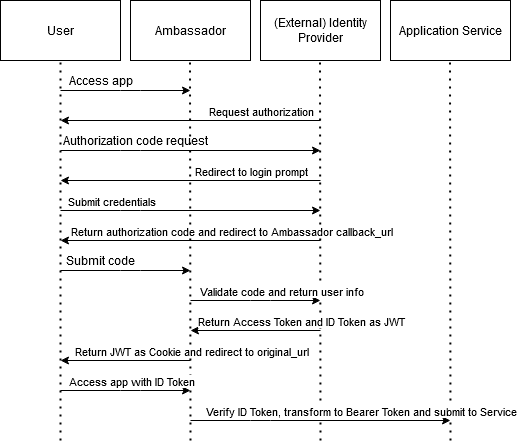 User
Ambassador
(External) Identity
Provider
Application Service
Access app
Request authorization
Authorization code request
Redirect to login prompt
Submit credentials
Return authorization code and redirect to Ambassador callback_url
Submit code
Validate code and return user info
Return Access Token and ID Token as JWT
Return JWT as Cookie and redirect to original_url
Access app with ID Token
Verify ID Token, transform to Bearer Token and submit to Service